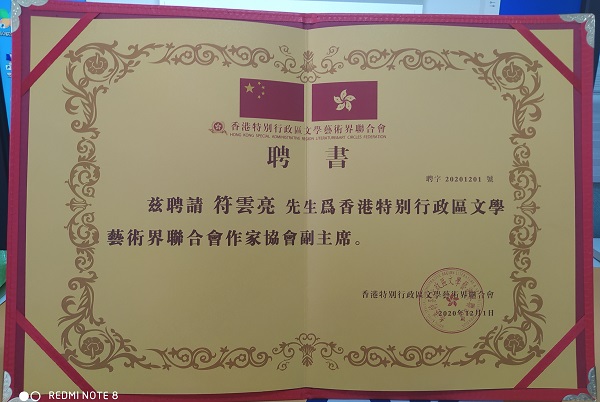 香港特別行政區文學藝術界聯合會
聘 書
聘字 20201201 號
兹聘請 符雲亮 先生爲香港特別行政區文學
藝術界聯合會作家協會副主席。
香港特別行政區文學藝術界聯合會
2020年12月1日
REDMI NOTE 8